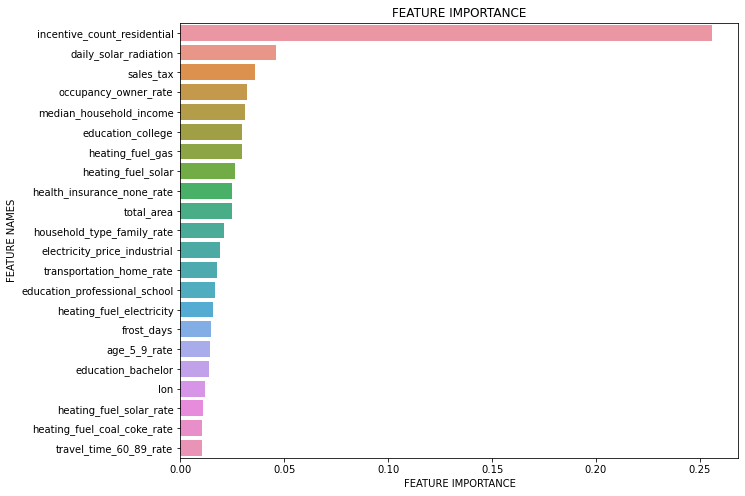 FEATURE IMPORTANCE
incentive_count_residential
daily_solar_radiation
sales_tax
occupancy_owner_rate
median_household_income
education_college
heating_fuel_gas
heating_fuel_solar
health_insurance_none_rate
total_area
household_type_family_rate
electricity_price_industrial
transportation_home_rate
education_professional_school
heating_fuel_electricity
frost_days
age_5_9_rate
education_bachelor
lon
heating_fuel_solar_rate
heating_fuel_coal_coke_rate
travel_time_60_89_rate
FEATURE NAMES
0.00 0.05 0.10 0.15 0.20 0.25
FEATURE IMPORTANCE